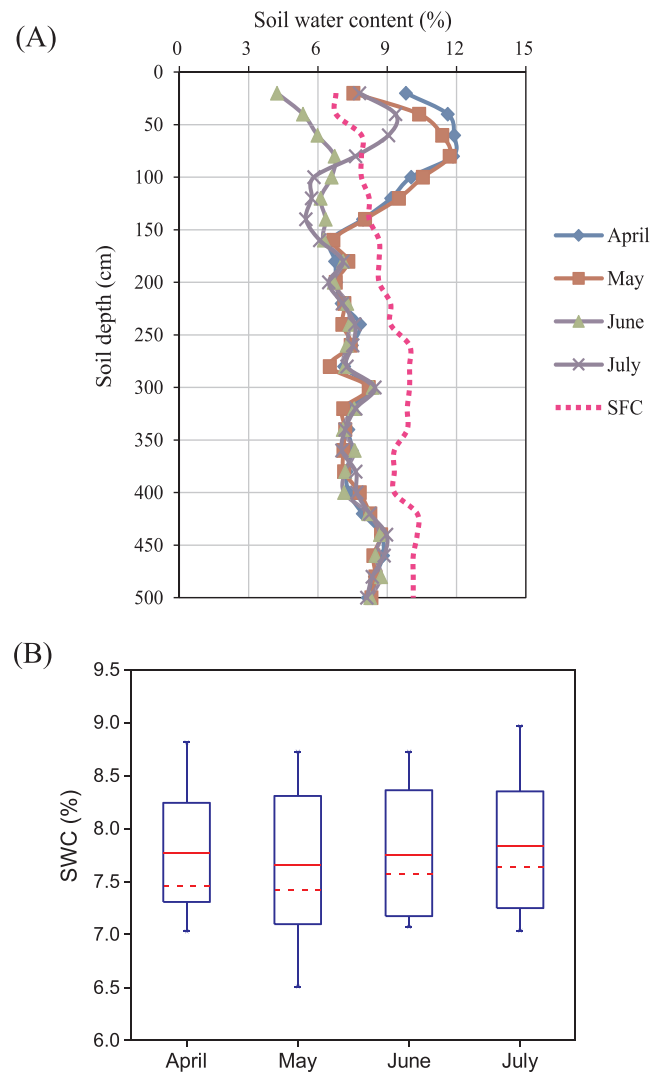 (A)
Soil water content (%)
0 3 6 9 12 15
Soil depth (cm)
0
50
100
150
200
250
300
350
400
450
500
April
May
June
July
SFC
(B)
SWC (%)
9.5
9.0
8.5
8.0
7.5
7.0
6.5
6.0
April May June July